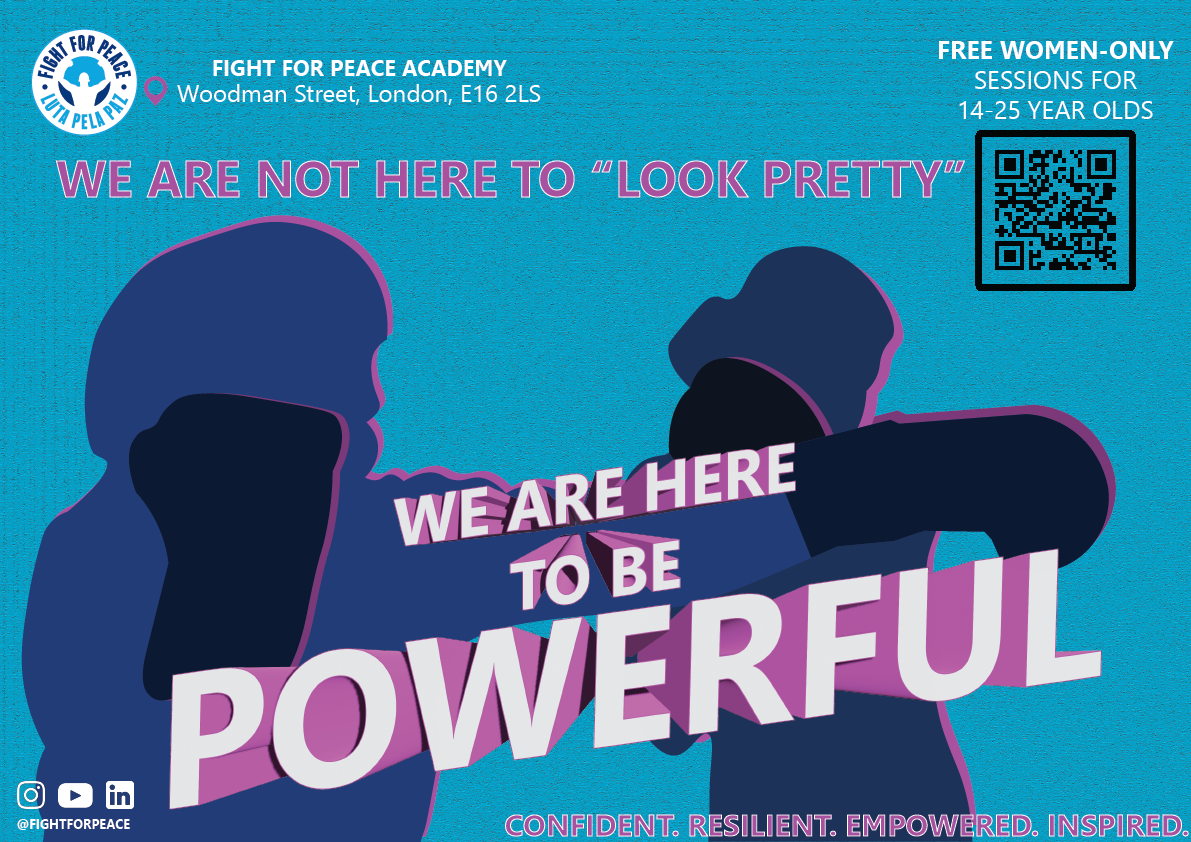 FIGHT FOR PEACE
LUTA PELA PAZ
FIGHT FOR PEACE ACADEMY
Woodman Street, London, E16 2LS
FREE WOMEN-ONLY
SESSIONS FOR
14-25 YEAR OLDS
WE ARE NOT HERE TO “LOOK PRETTY”
WE ARE HERE
TO BE
POWERFUL
in
@FIGHTFORPEACE
CONFIDENT. RESILIENT. EMPOWERED. INSPIRED.